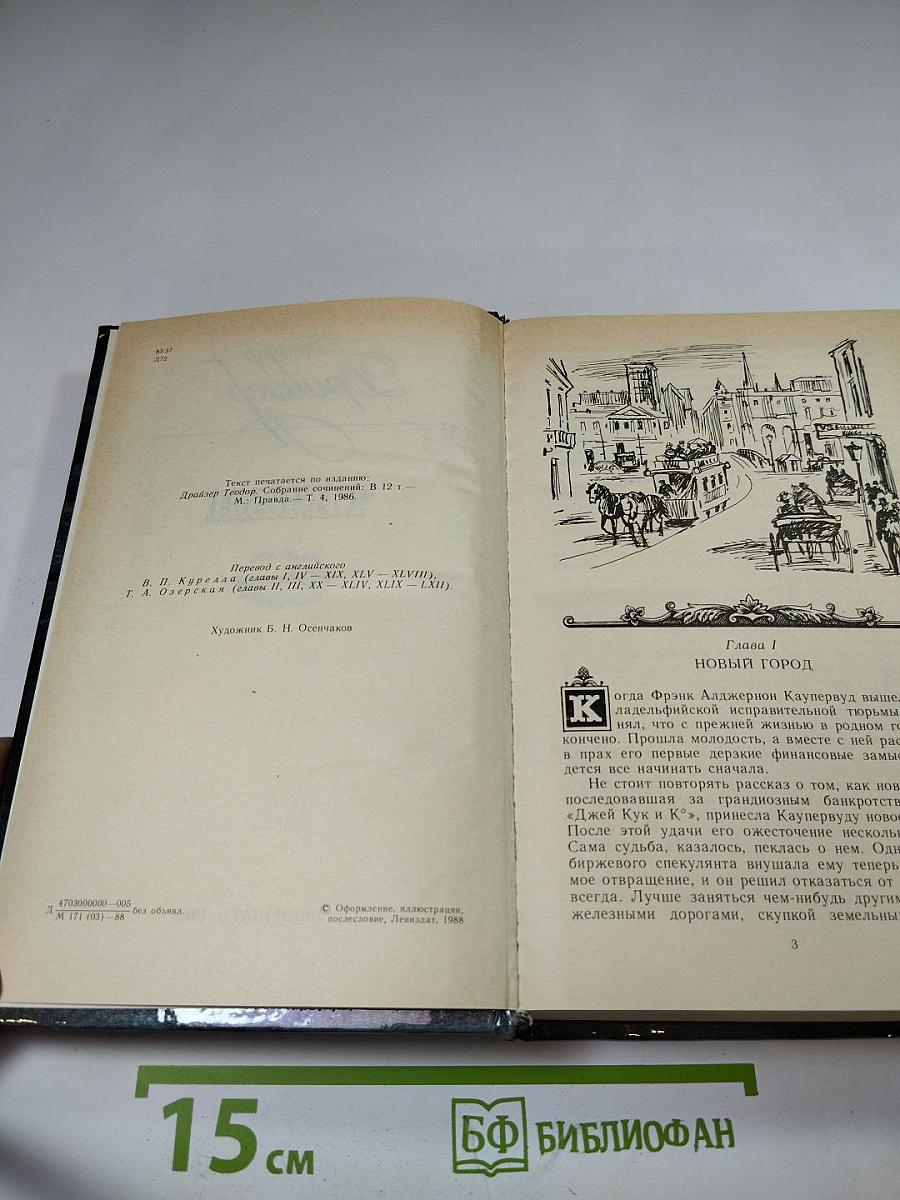 8337
Д72
Текст печатается по изданию:
Драйзер Теодор. Собрание сочинений: В 12 т.—
М.: Правда.— Т. 4, 1986.
Перевод с английского
В. П. Курелла (главы I, IV — XIX, XLV — XLVIII),
Т. А. Озерская (главы II, III, XX — XLIV, XLIX — LXII).
Художник Б. Н. Осенчаков
Д 4703000000—005
М 171 (03)—88 без объявл.
© Оформление, иллюстрации,
послесловие, Лениздат, 1988
Глава I
НОВЫЙ ГОРОД
Когда Фрэнк Алджернон Каупервуд выше
ладельфийской исправительной тюрьмы
нял, что с прежней жизнью в родном го
кончено. Прошла молодость, а вместе с ней рас
в прах его первые дерзкие финансовые замы
дется все начинать сначала.
Не стоит повторять рассказ о том, как нов
последовавшая за грандиозным банкротств
«Джей Кук и К°», принесла Каупервуду новое
После этой удачи его ожесточение нескольк
Сама судьба, казалось, пеклась о нем. Одн
биржевого спекулянта внушала ему теперь
мое отвращение, и он решил отказаться от
всегда. Лучше заняться чем-нибудь другим
железными дорогами, скупкой земельны
3
15 см
БФ БИБЛИОФАН